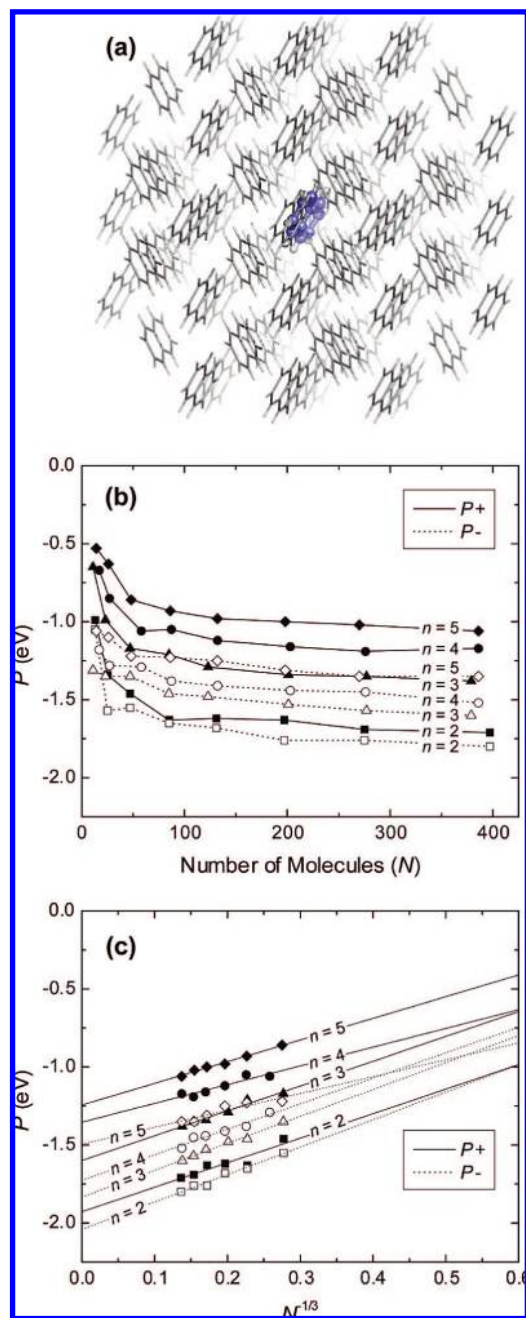 (a)
(b)
P+
P-
n = 5
n = 4
n = 5
n = 3
n = 4
n = 3
n = 2
n = 2
0.0
-0.5
-1.0
-1.5
-2.0
P (eV)
0
100
200
300
400
Number of Molecules (N)
(c)
n = 5
n = 4
n = 3
n = 5
n = 4
n = 3
n = 2
n = 2
P+
P-
0.0
-0.5
-1.0
-1.5
-2.0
P (eV)
0.0
0.1
0.2
0.3
0.4
0.5
0.6